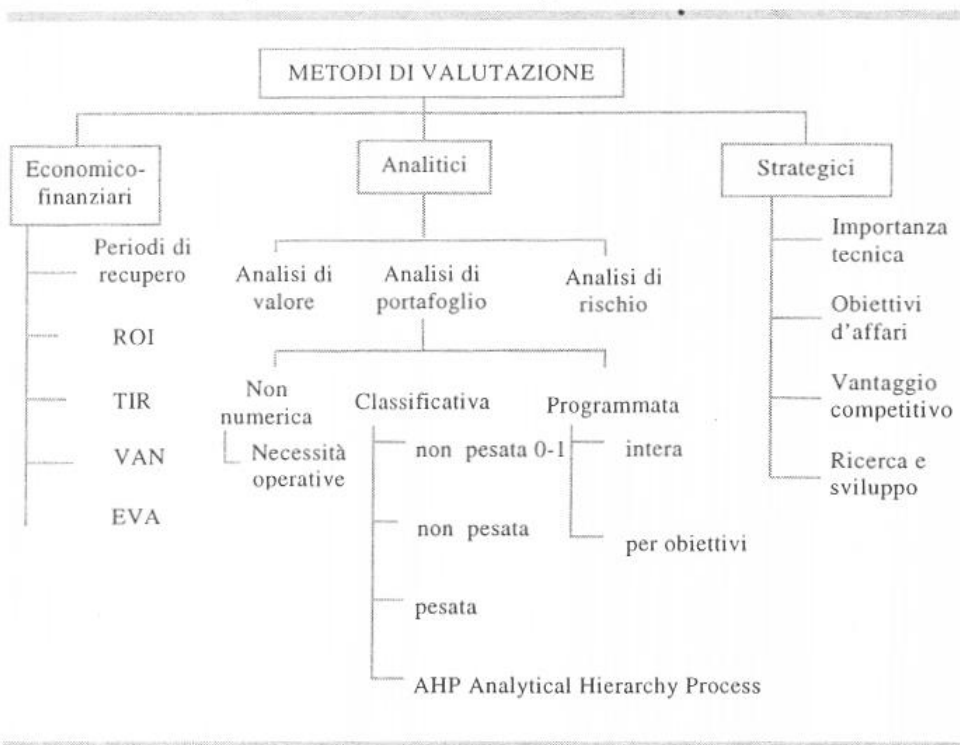 METODI DI VALUTAZIONE
Economico-
finanziari
Periodi di
recupero
ROI
TIR
VAN
EVA
Analitici
Analisi di
valore
Analisi di
portafoglio
Analisi di
rischio
Non
numerica
Necessità
operative
Classificativa
non pesata 0-1
non pesata
pesata
AHP Analytical Hierarchy Process
Programmata
intera
per obiettivi
Strategici
Importanza
tecnica
Obiettivi
d'affari
Vantaggio
competitivo
Ricerca e
sviluppo